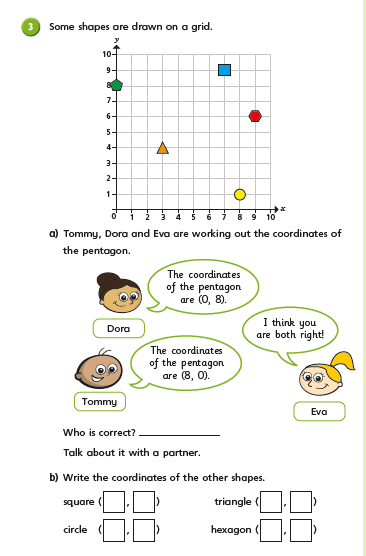 3 Some shapes are drawn on a grid.
y
10
9
8
7
6
5
4
3
2
1
0 1 2 3 4 5 6 7 8 9 10 x
a) Tommy, Dora and Eva are working out the coordinates of
the pentagon.
The coordinates
of the pentagon
are (0, 8).
Dora
I think you
are both right!
The coordinates
of the pentagon
are (8, 0).
Tommy
Eva
Who is correct?
Talk about it with a partner.
b) Write the coordinates of the other shapes.
square ( , ) triangle ( , )
circle ( , ) hexagon ( , )